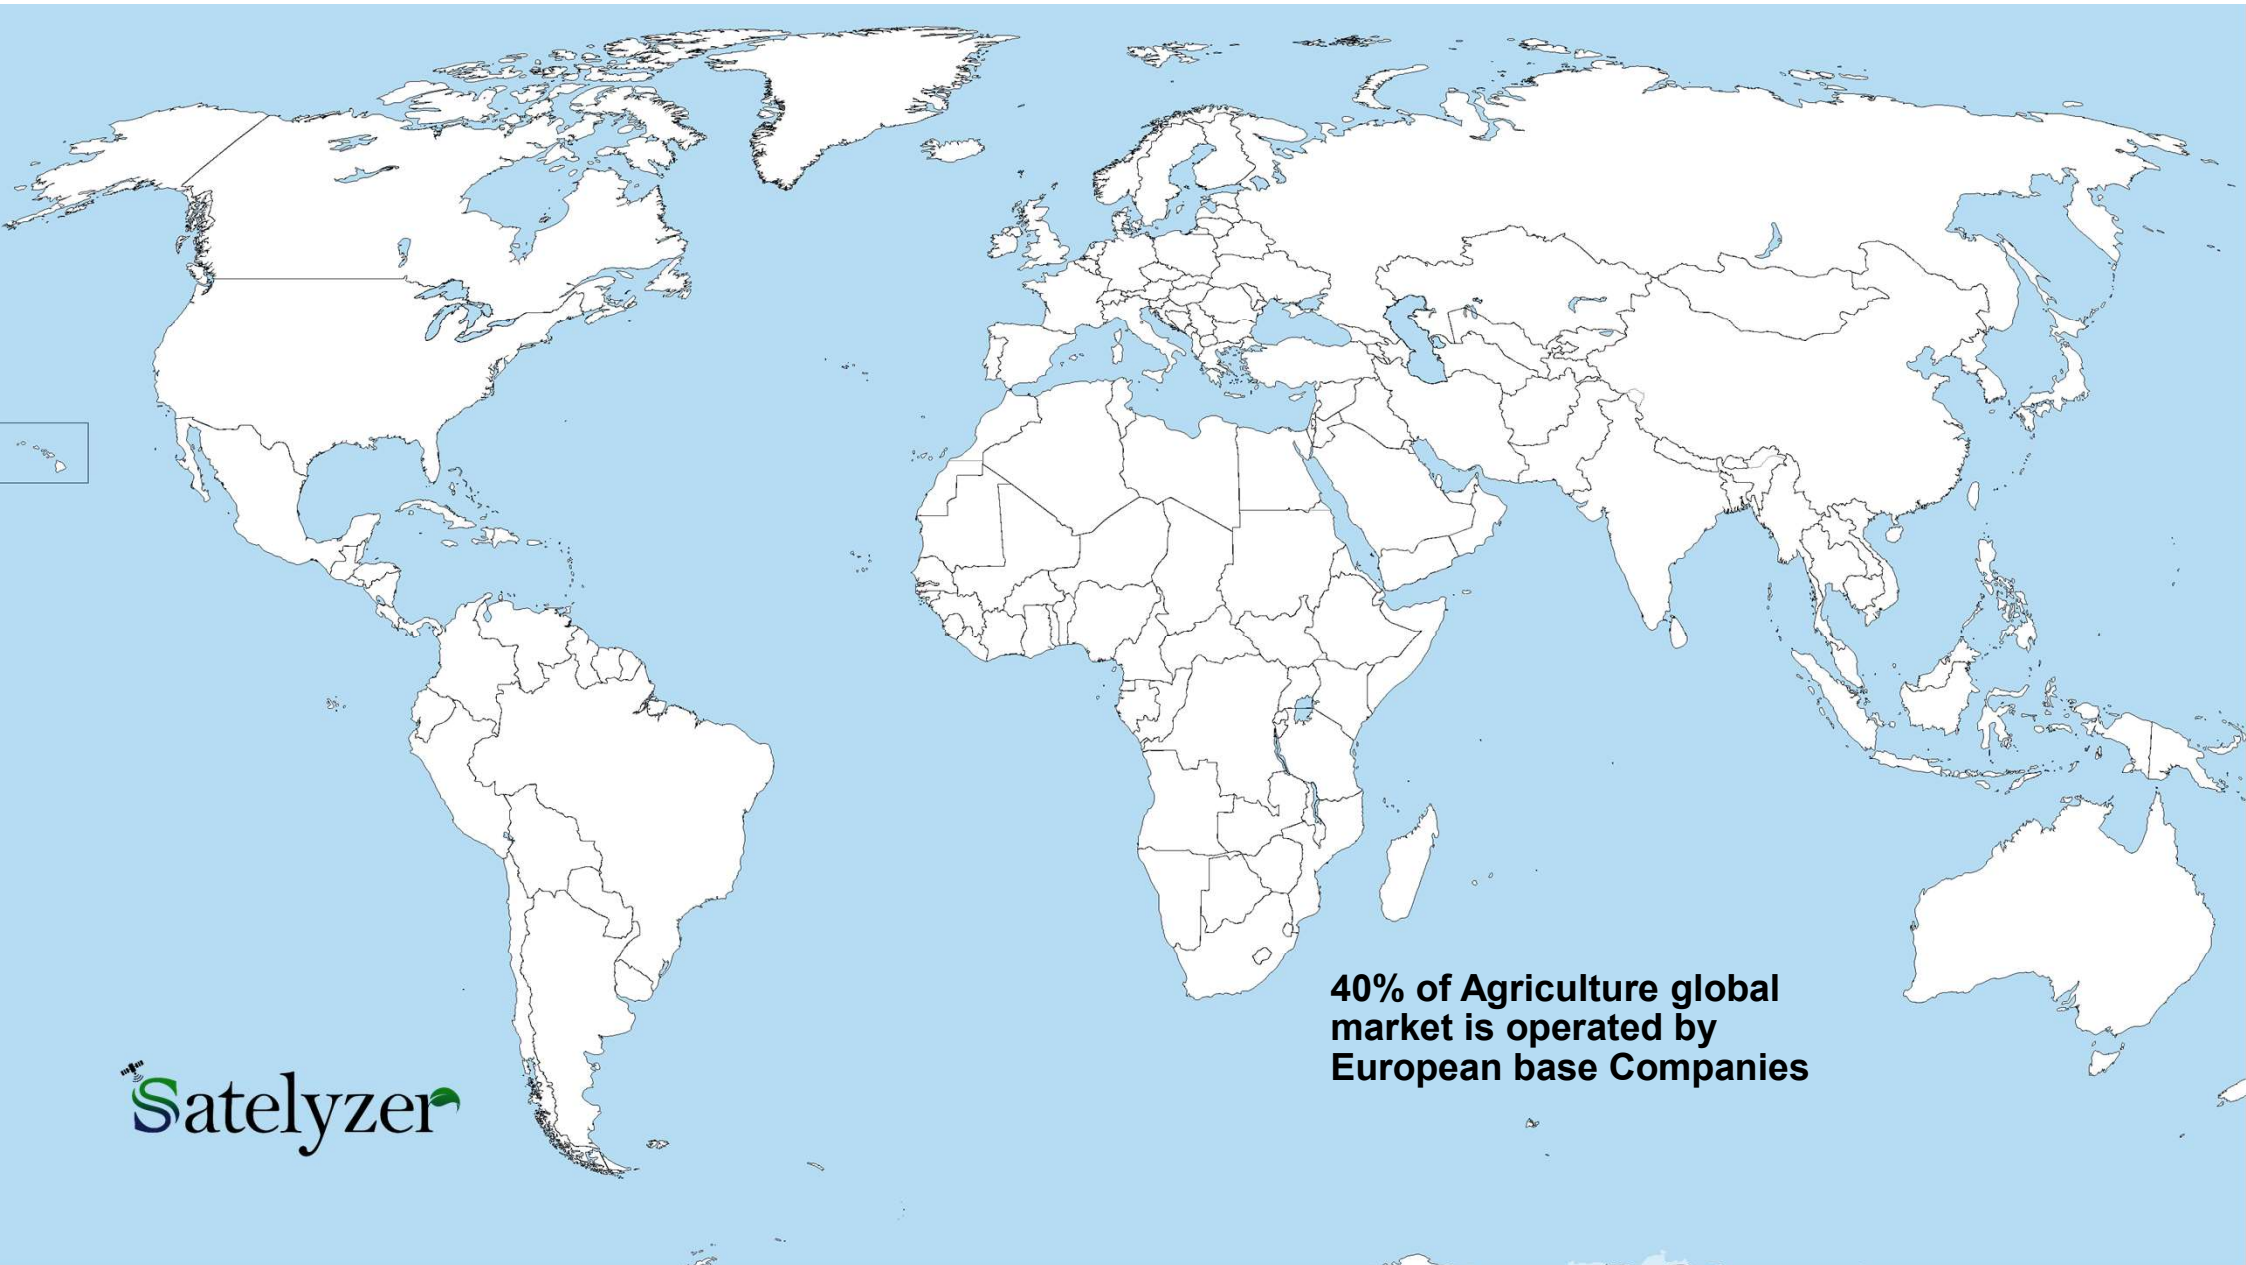 40% of Agriculture global
market is operated by
European base Companies
Satelyzer